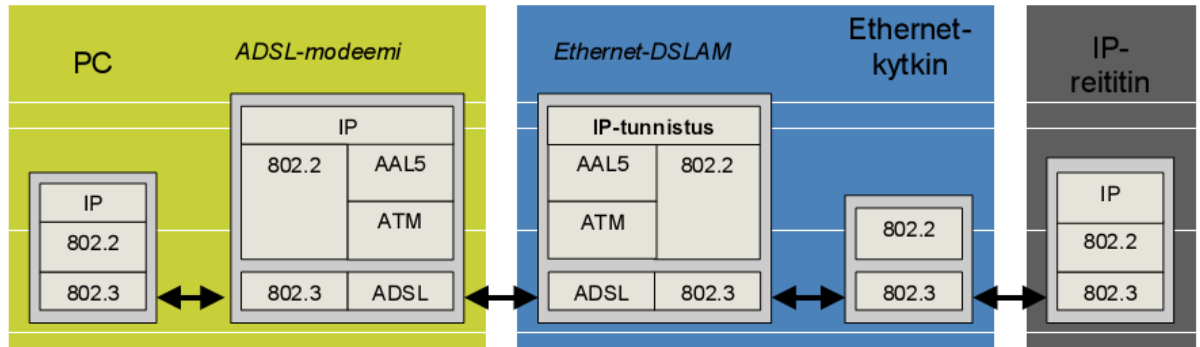 PC
ADSL-modeemi
Ethernet-DSLAM
Ethernet-
kytkin
IP-
reititin
IP
802.2
802.3
IP
802.2
AAL5
ATM
802.3
ADSL
IP-tunnistus
AAL5
802.2
ATM
ADSL
802.3
802.2
802.3
IP
802.2
802.3